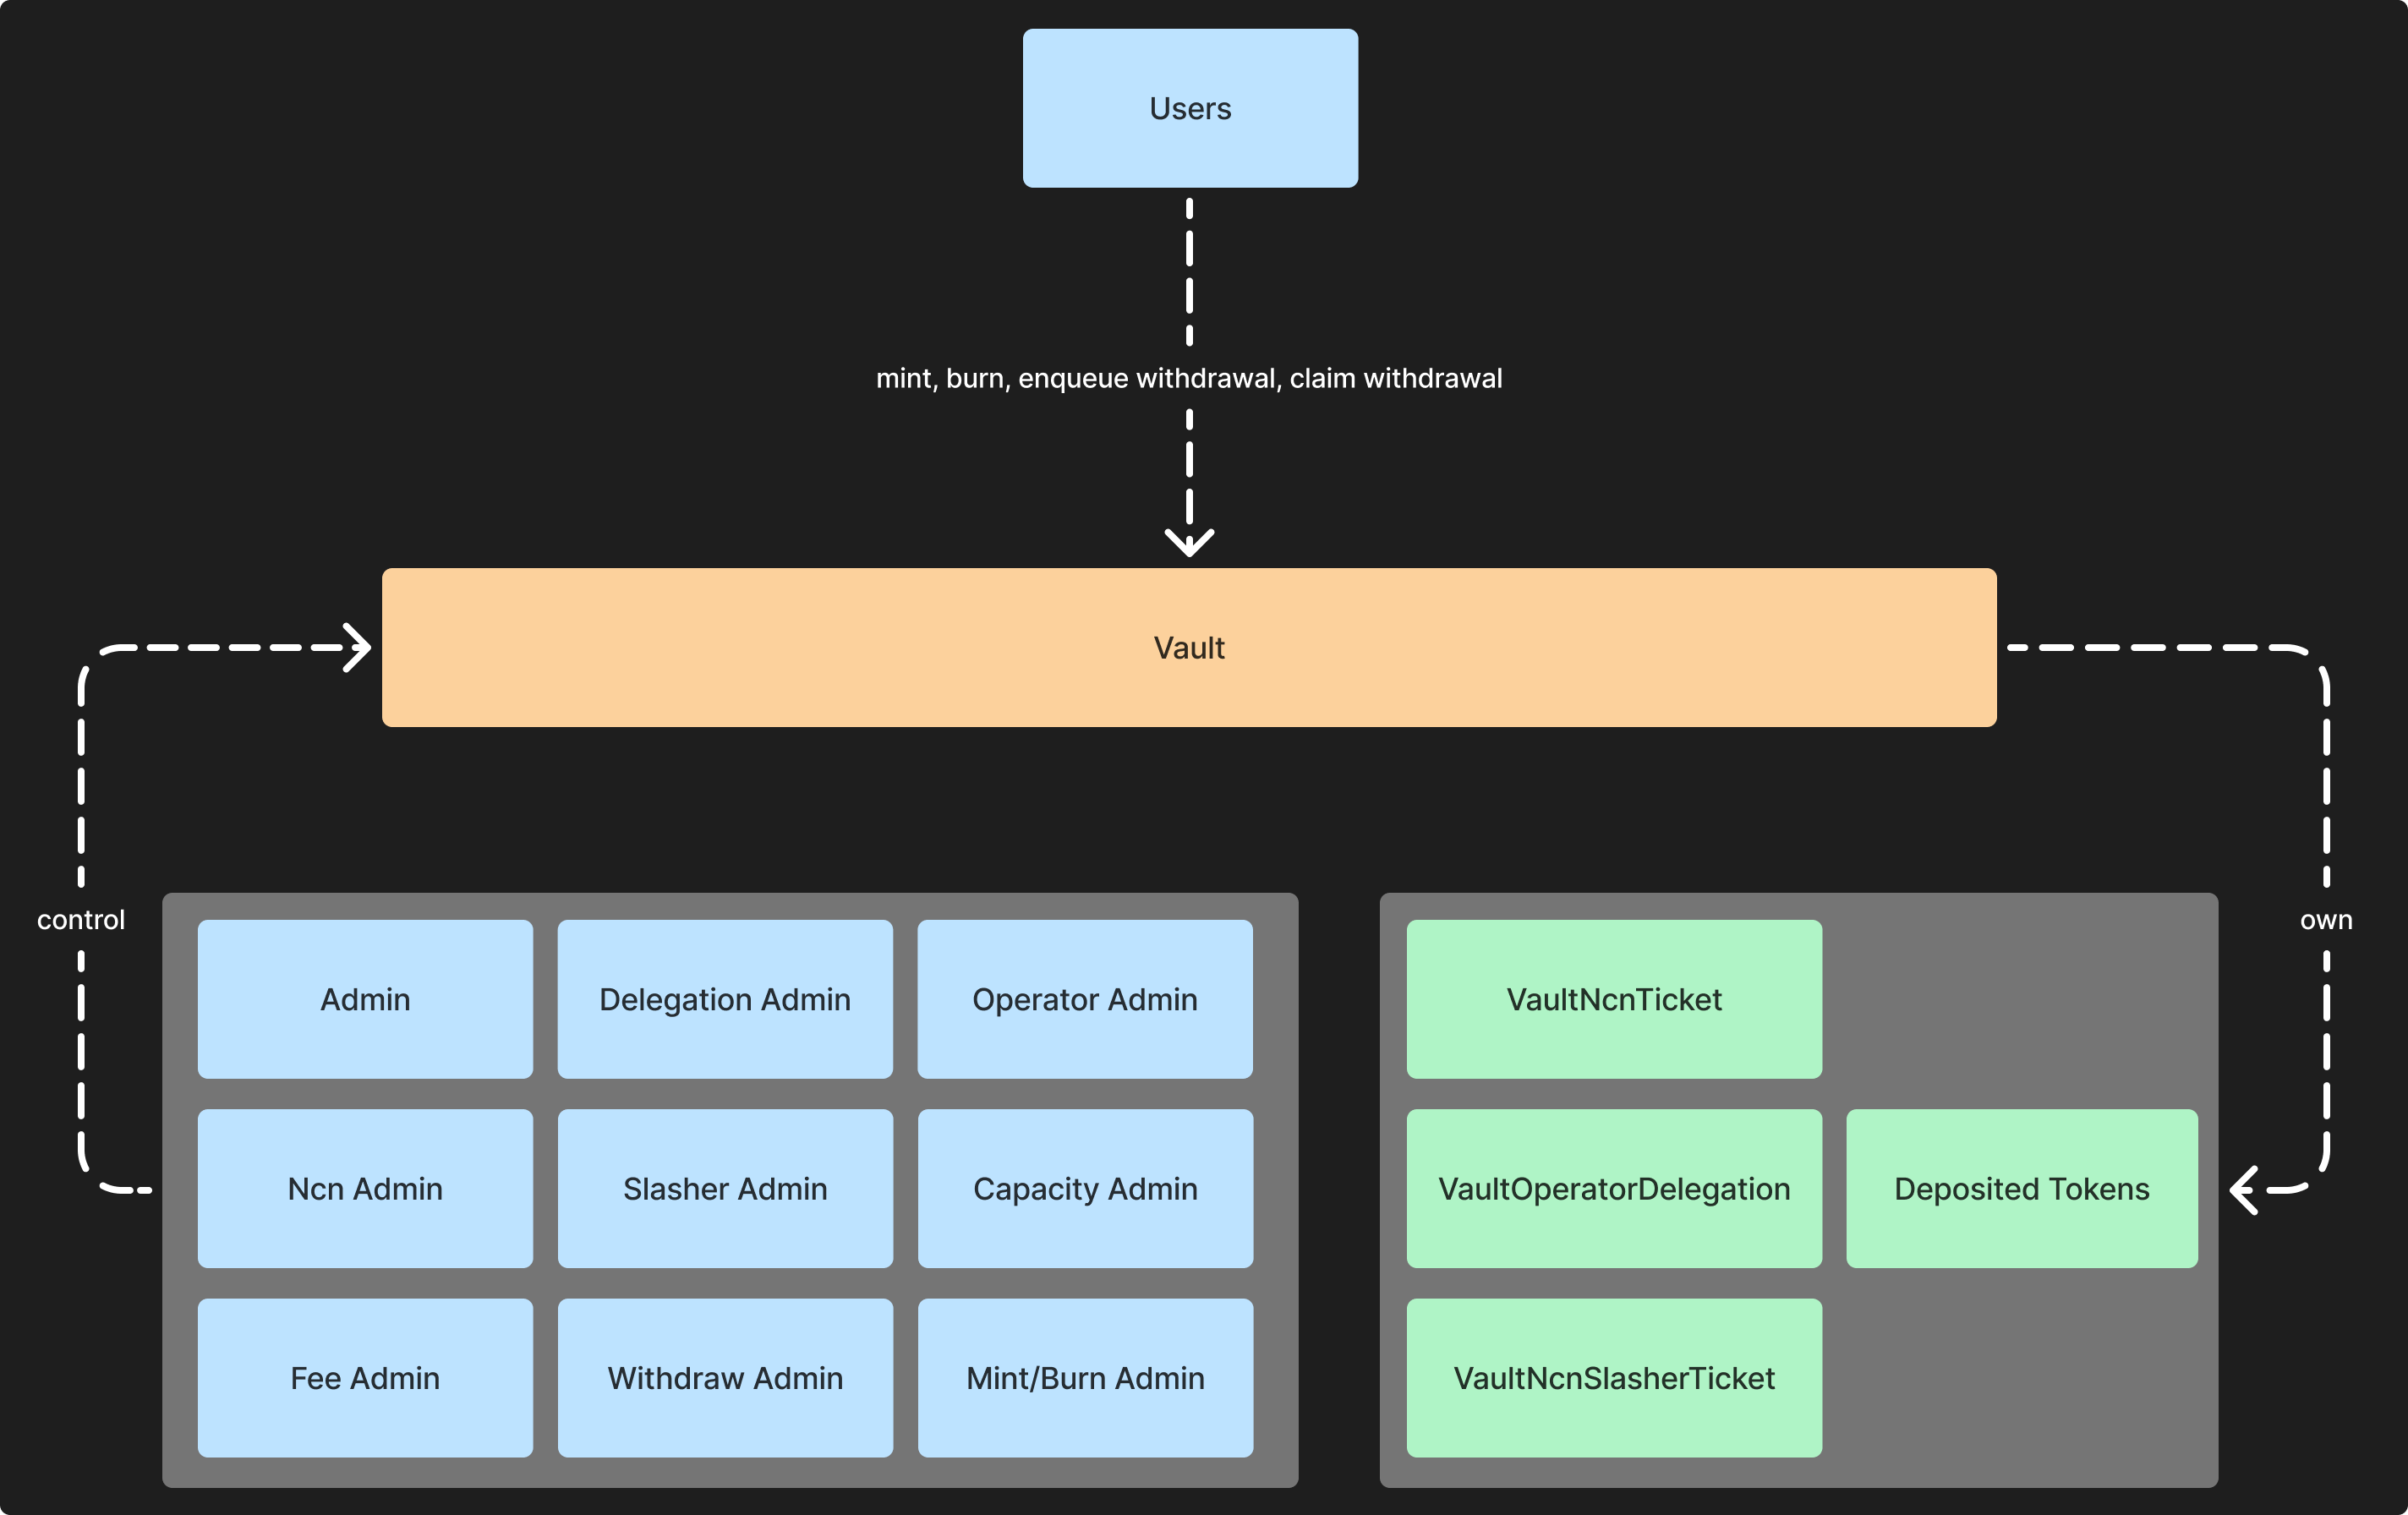 Users
mint, burn, enqueue withdrawal, claim withdrawal
Vault
control
own
Admin
Delegation Admin
Operator Admin
Ncn Admin
Slasher Admin
Capacity Admin
Fee Admin
Withdraw Admin
Mint/Burn Admin
VaultNcnTicket
VaultOperatorDelegation
Deposited Tokens
VaultNcnSlasherTicket